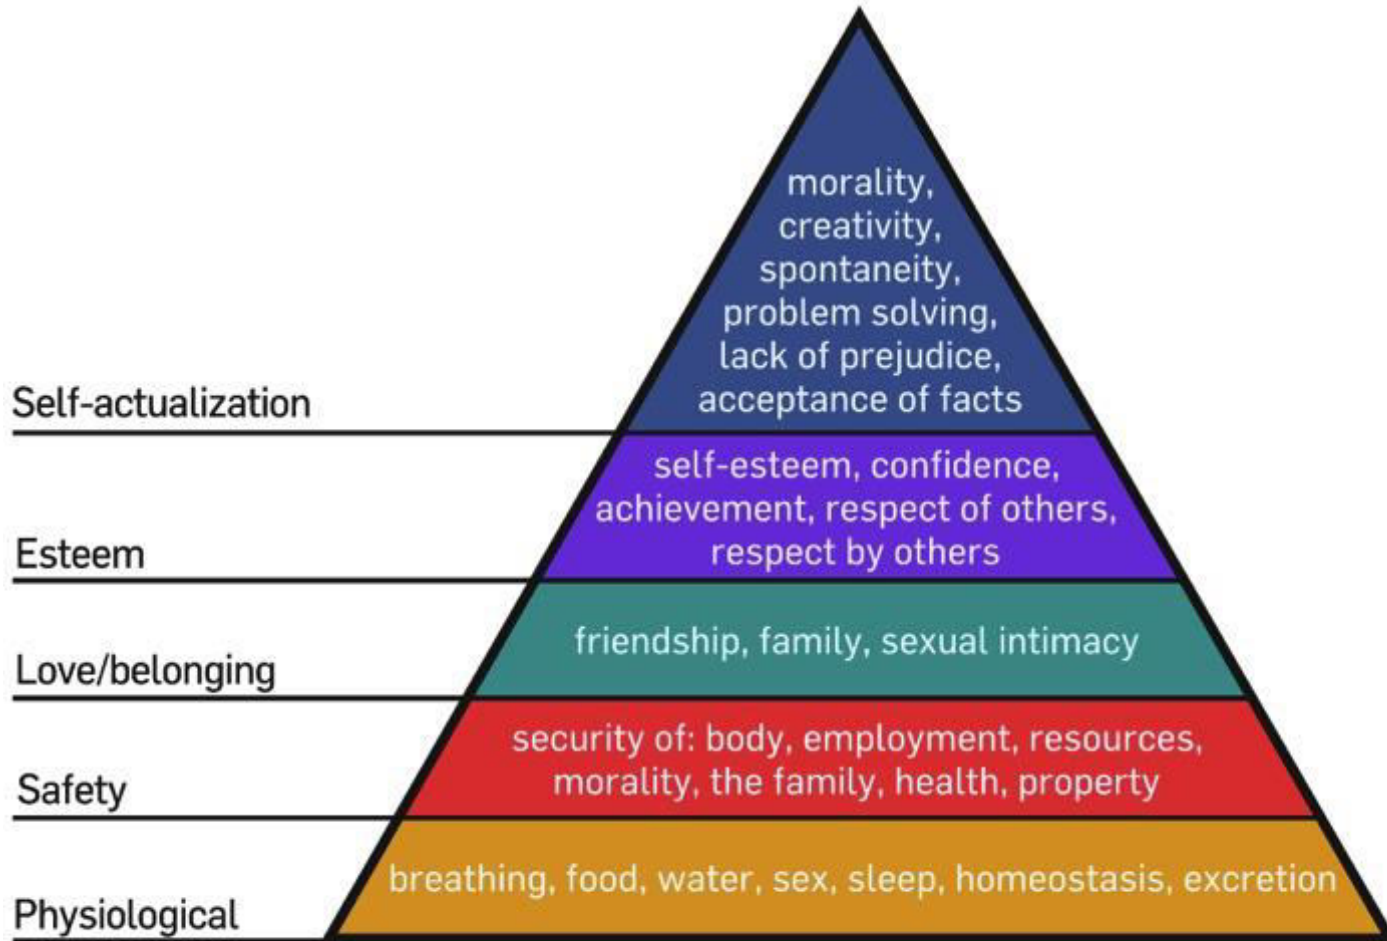 morality,
creativity,
spontaneity,
problem solving,
lack of prejudice,
acceptance of facts
Self-actualization
self-esteem, confidence,
achievement, respect of others,
respect by others
Esteem
friendship, family, sexual intimacy
Love/belonging
security of: body, employment, resources,
morality, the family, health, property
Safety
breathing, food, water, sex, sleep, homeostasis, excretion
Physiological